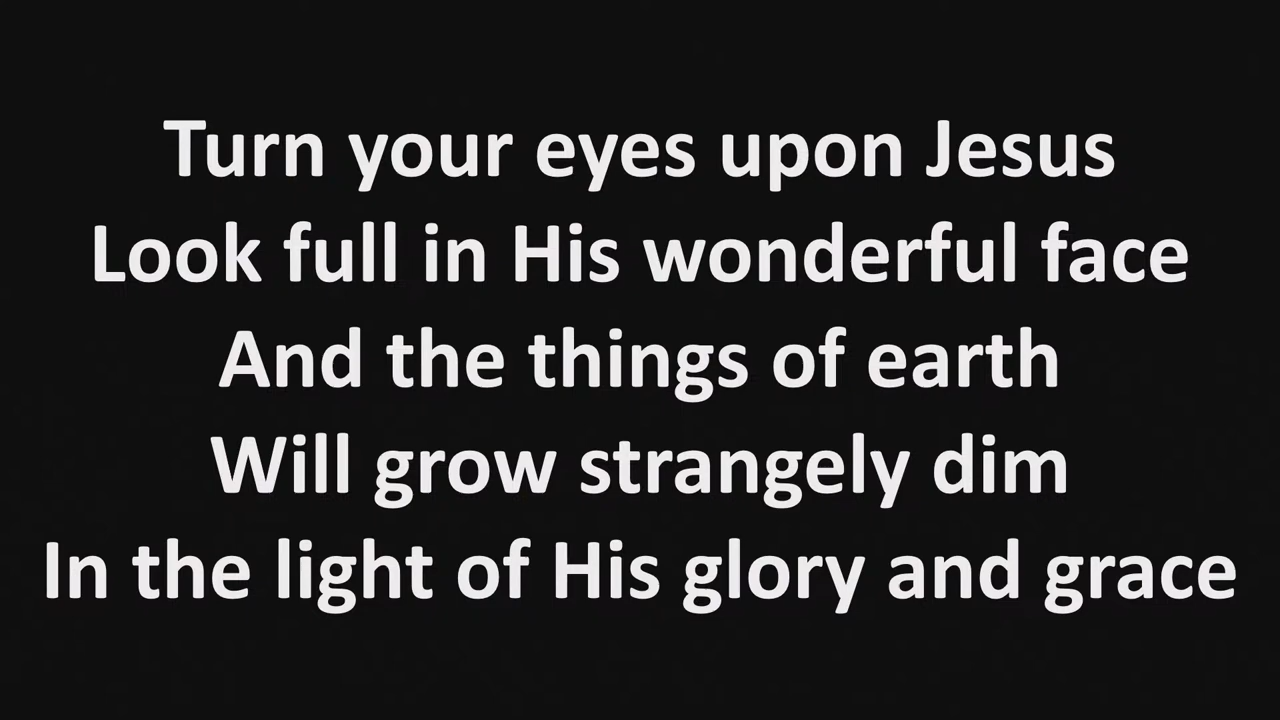 Turn your eyes upon Jesus
Look full in His wonderful face
And the things of earth
Will grow strangely dim
In the light of His glory and grace